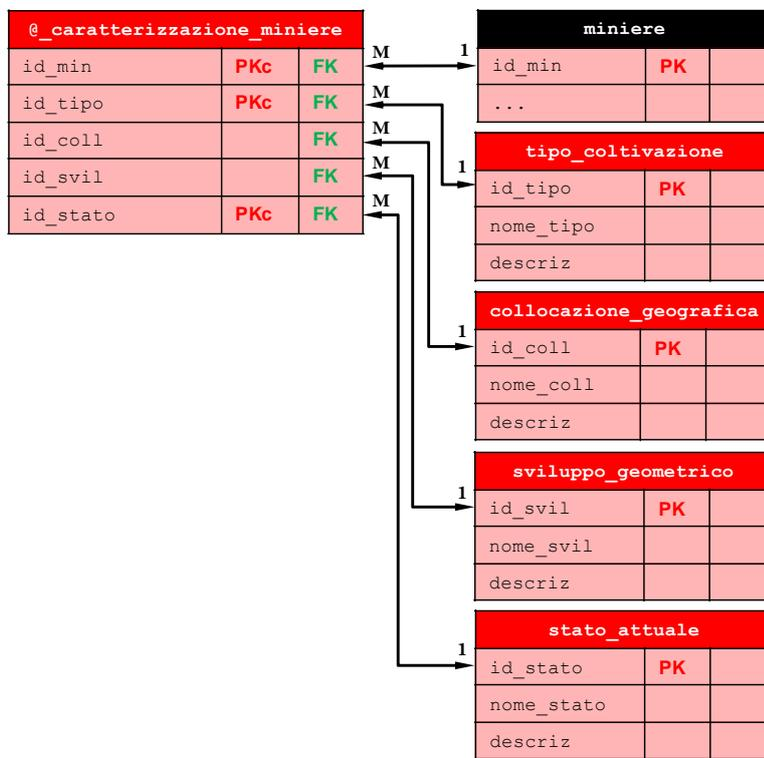 @_caratterizzazione_miniere
id_min PKc FK
id_tipo PKc FK
id_coll FK
id_svil FK
id_stato PKc FK
M 1
M
M
M
M
miniere
id_min PK
...
1
tipo_coltivazione
id_tipo PK
nome_tipo
descriz
1
collocazione_geografica
id_coll PK
nome_coll
descriz
1
sviluppo_geometrico
id_svil PK
nome_svil
descriz
1
stato_attuale
id_stato PK
nome_stato
descriz